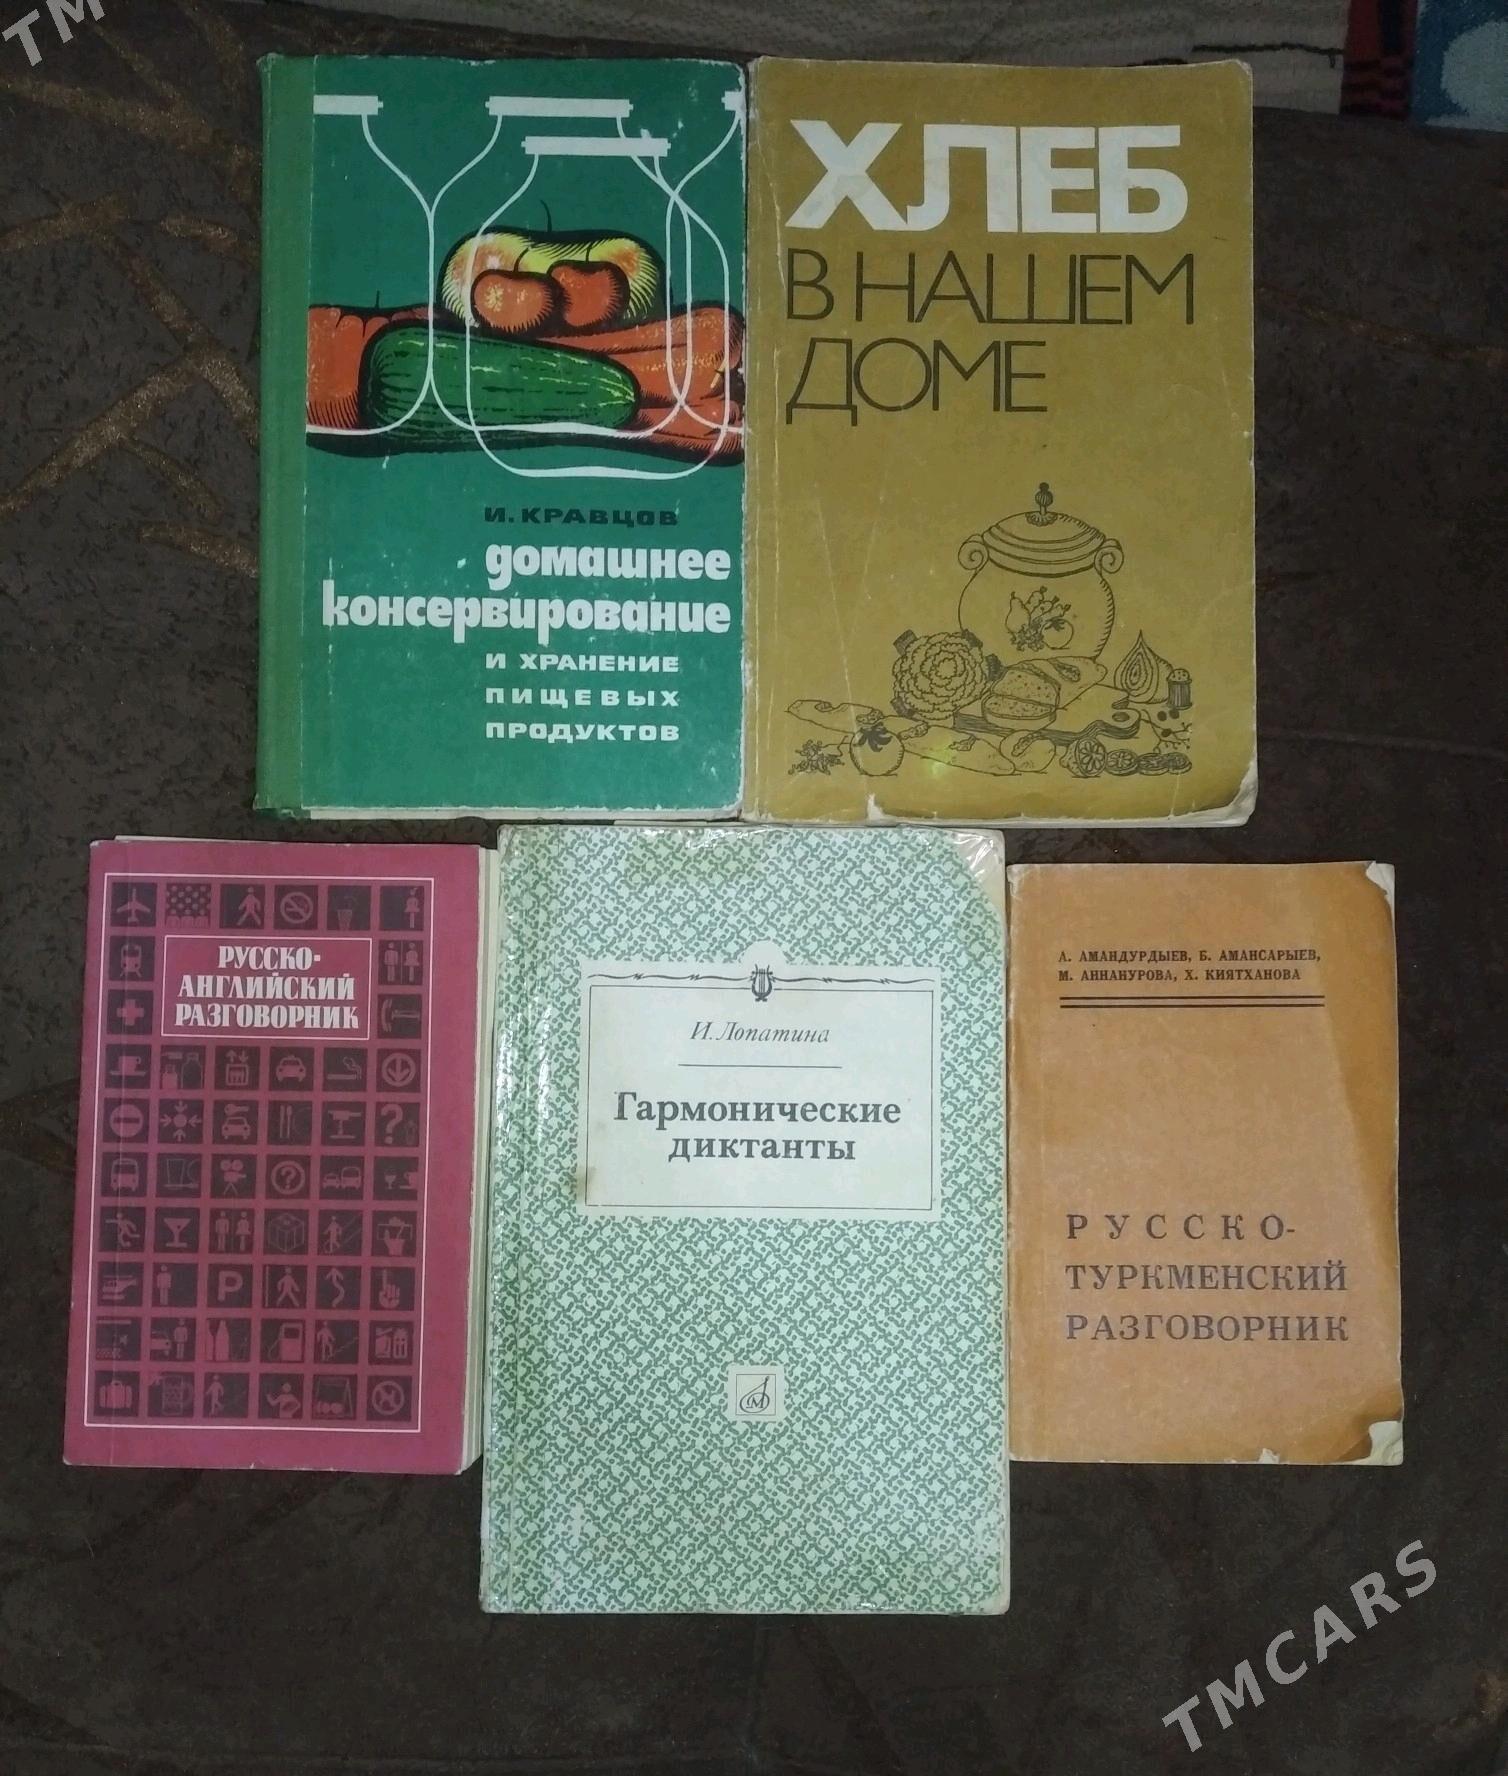 TM
И. КРАВЦОВ
домашнее
консервирование
И ХРАНЕНИЕ
ПИЩЕВЫХ
ПРОДУКТОВ
ХЛЕБ
В НАШЕМ
ДОМЕ
РУССКО-
АНГЛИЙСКИЙ
РАЗГОВОРНИК
?
?
P
И. Лопатина
Гармонические
диктанты
М
А. АМАНДУРДЫЕВ, Б. АМАНСАРЫЕВ,
М. АННАНУРОВА, Х. КИЯТХАНОВА
РУССКО-
ТУРКМЕНСКИЙ
РАЗГОВОРНИК
TMCARS